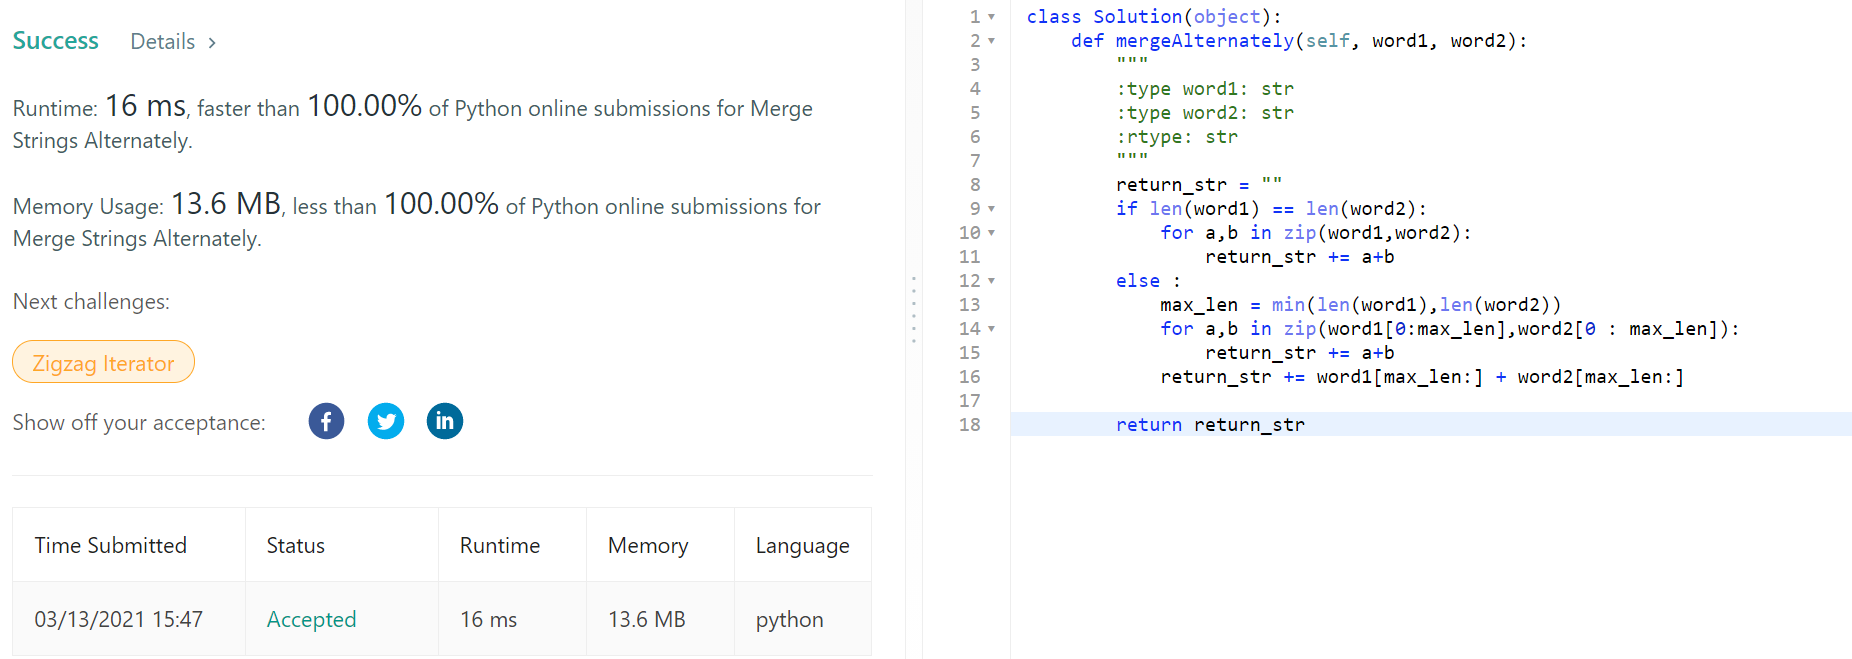 Success Details >
Runtime: 16 ms, faster than 100.00% of Python online submissions for Merge
Strings Alternately.
Memory Usage: 13.6 MB, less than 100.00% of Python online submissions for
Merge Strings Alternately.
Next challenges:
Zigzag Iterator
Show off your acceptance: f in
Time Submitted Status Runtime Memory Language
03/13/2021 15:47 Accepted 16 ms 13.6 MB python
1 class Solution(object):
2     def mergeAlternately(self, word1, word2):
3         """
4         :type word1: str
5         :type word2: str
6         :rtype: str
7         """
8         return_str = ""
9         if len(word1) == len(word2):
10             for a,b in zip(word1,word2):
11                 return_str += a+b
12         else :
13             max_len = min(len(word1),len(word2))
14             for a,b in zip(word1[0:max_len],word2[0 : max_len]):
15                 return_str += a+b
16             return_str += word1[max_len:] + word2[max_len:]
17
18         return return_str